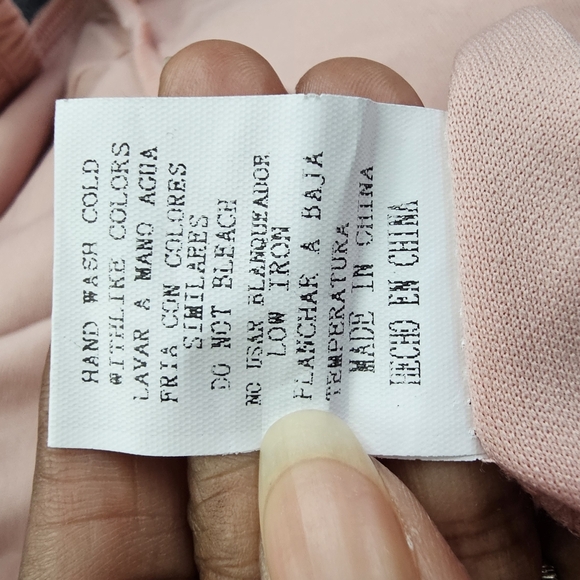 HAND WASH COLD
WITHLIKE COLORS
LAVAR A MANO AGUA
FRIA CON COLORES
SIMILARES
DO NOT BLEACH
NO USAR BLANQUEADOR
LOW IRON
PLANCHAR A BAJA
TEMPERATURA
MADE IN CHINA
HECHO EN CHINA